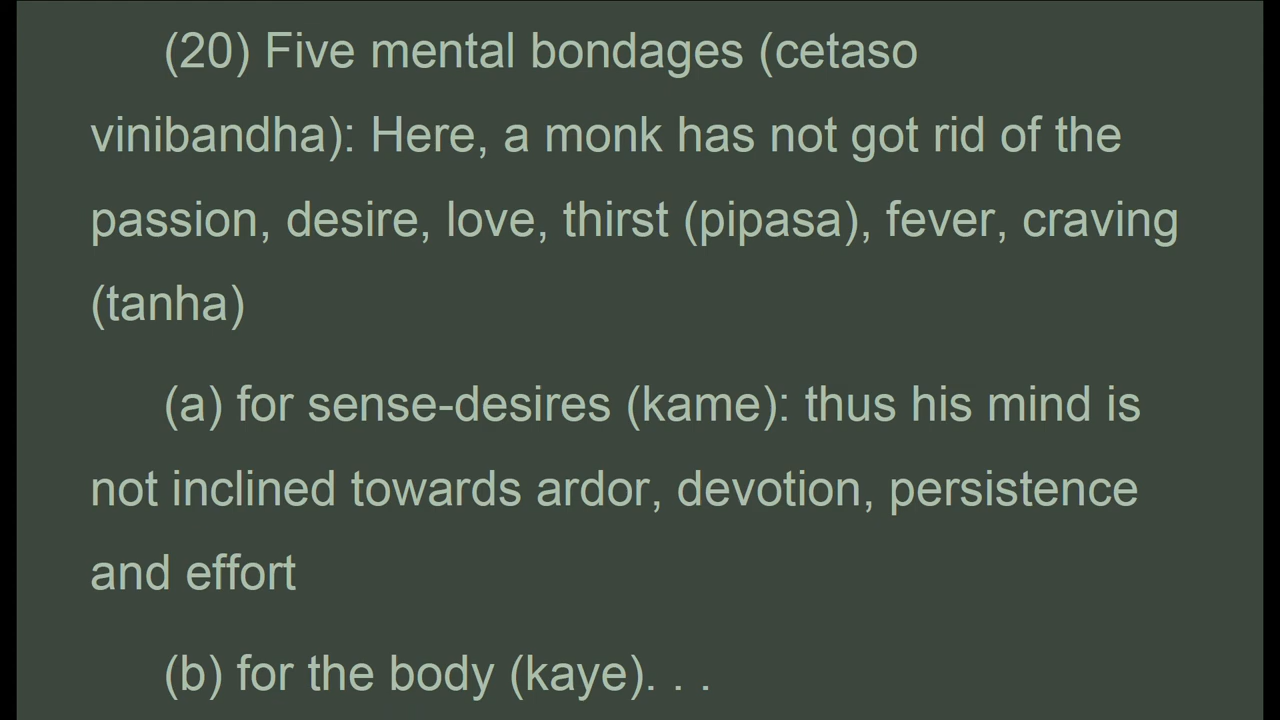 (20) Five mental bondages (cetaso
vinibandha): Here, a monk has not got rid of the
passion, desire, love, thirst (pipasa), fever, craving
(tanha)
(a) for sense-desires (kame): thus his mind is
not inclined towards ardor, devotion, persistence
and effort
(b) for the body (kaye). . .